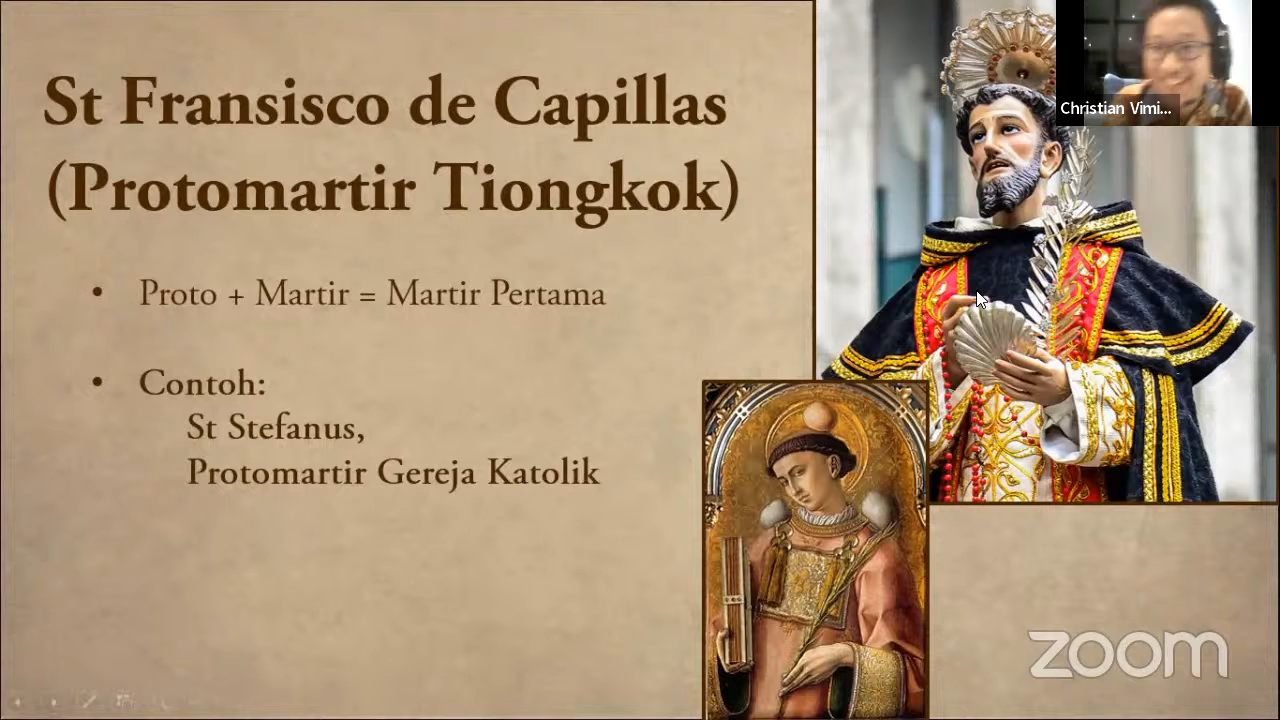 St Fransisco de Capillas
(Protomartir Tiongkok)
• Proto + Martir = Martir Pertama
• Contoh:
St Stefanus,
Protomartir Gereja Katolik
Christian Vimi...
zoom